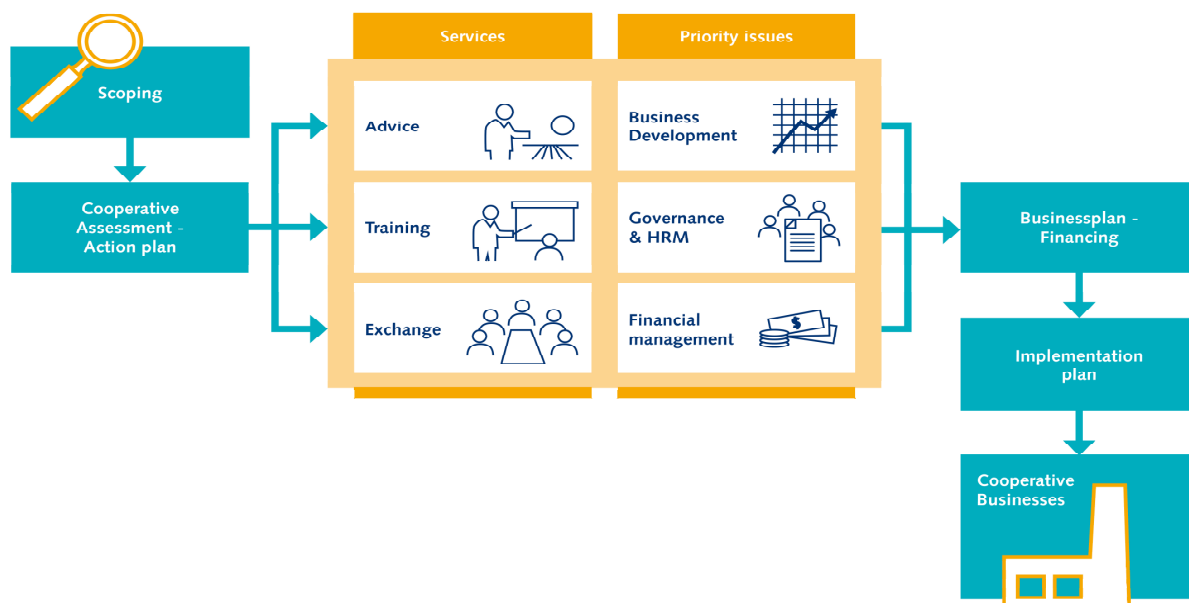 Scoping
Cooperative
Assessment -
Action plan
Services
Advice
Training
Exchange
Priority issues
Business
Development
Governance
& HRM
Financial
management
$
Businessplan -
Financing
Implementation
plan
Cooperative
Businesses